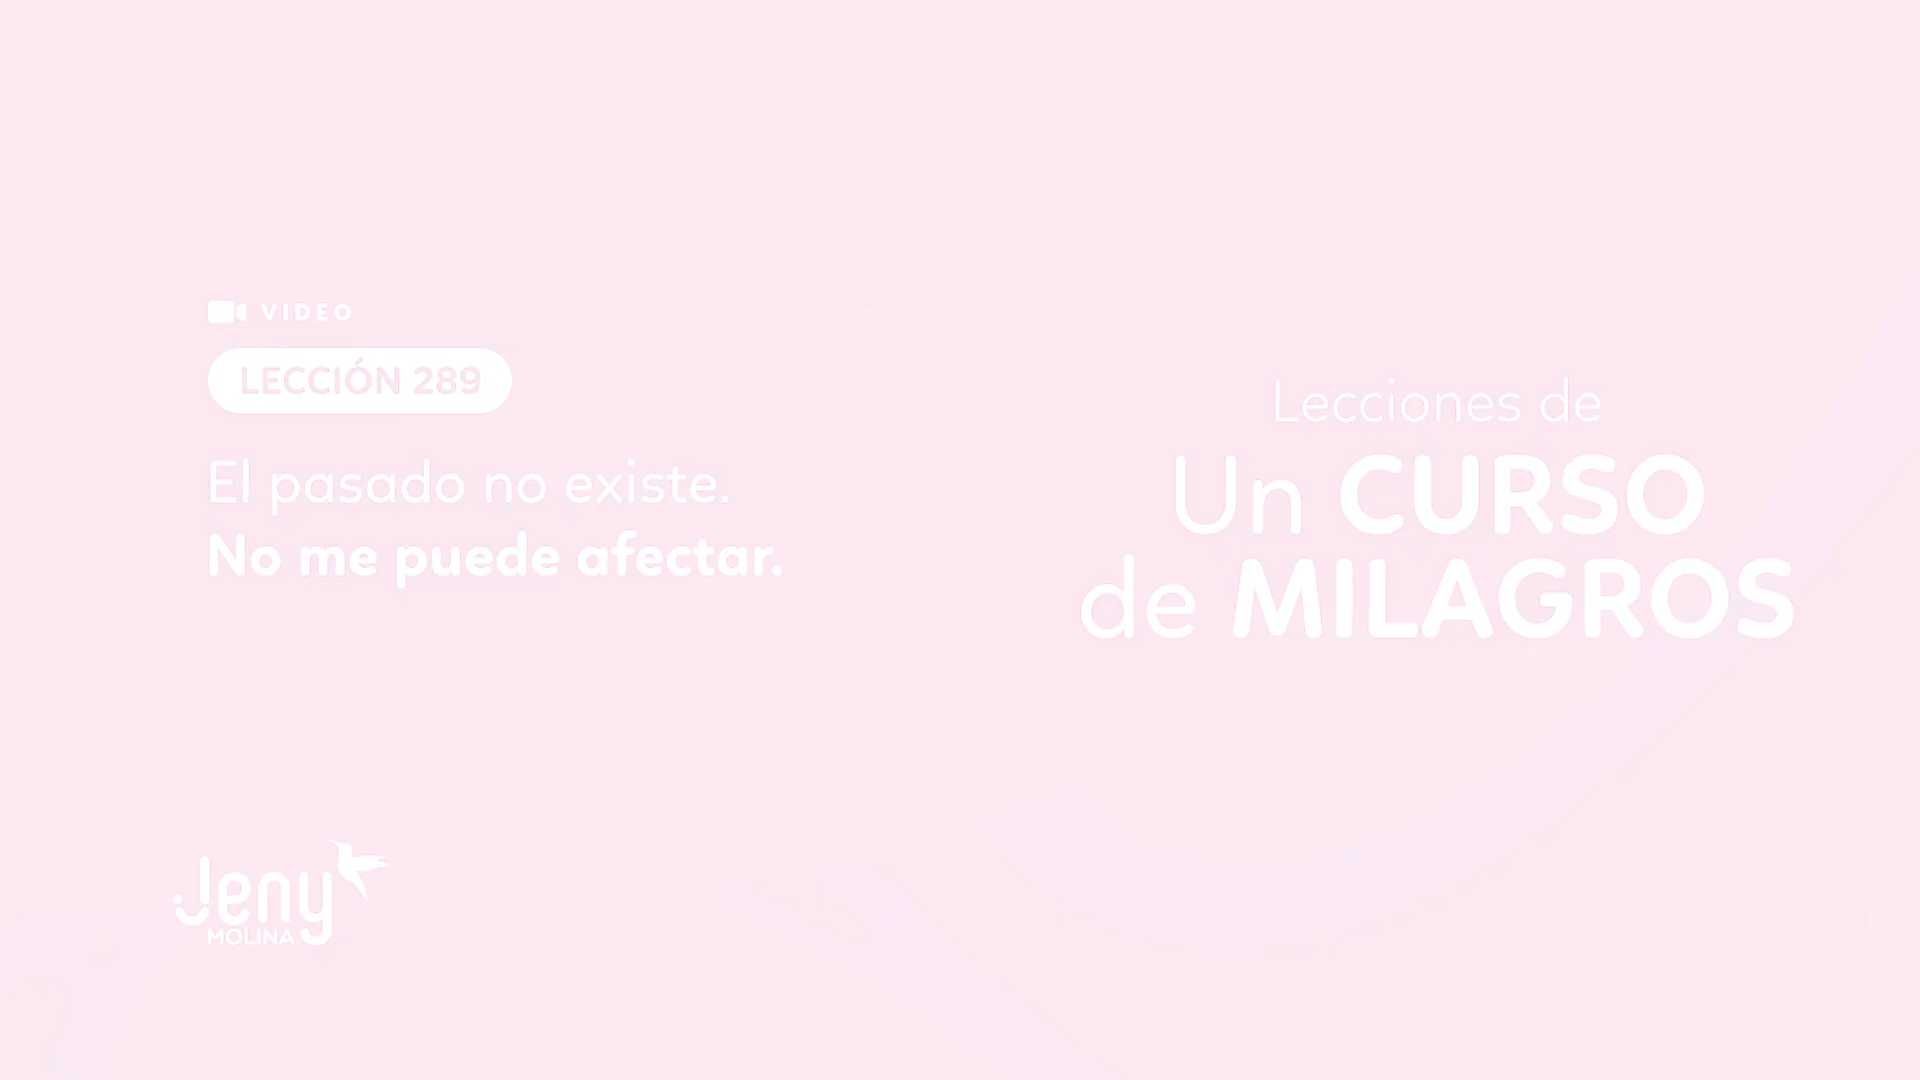 VIDEO
LECCIÓN 289
El pasado no existe.
No me puede afectar.
Lecciones de
Un CURSO
de MILAGROS
Jeny
MOLINA